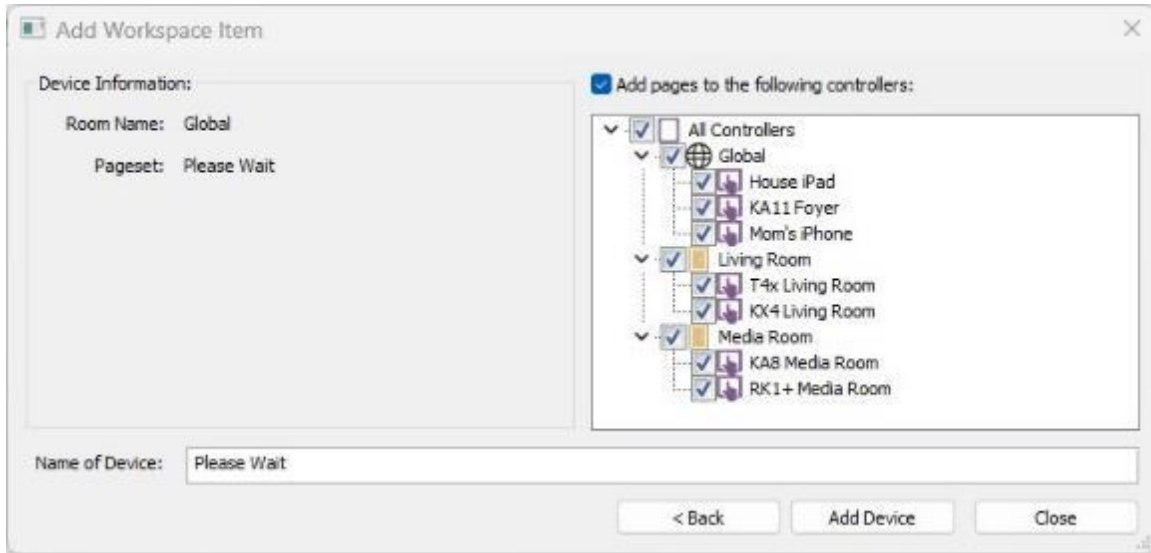 Add Workspace Item
Device Information:
Room Name: Global
Pageset: Please Wait
Add pages to the following controllers:
All Controllers
Global
House iPad
KA11 Foyer
Mom's iPhone
Living Room
T4x Living Room
KX4 Living Room
Media Room
KA8 Media Room
RK1+ Media Room
Name of Device: Please Wait
< Back Add Device Close